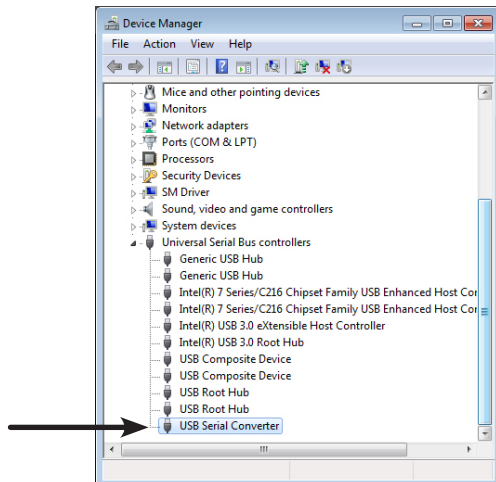 Device Manager
File Action View Help
Mice and other pointing devices
Monitors
Network adapters
Ports (COM & LPT)
Processors
Security Devices
SM Driver
Sound, video and game controllers
System devices
Universal Serial Bus controllers
Generic USB Hub
Generic USB Hub
Intel(R) 7 Series/C216 Chipset Family USB Enhanced Host Cor
Intel(R) 7 Series/C216 Chipset Family USB Enhanced Host Cor
Intel(R) USB 3.0 eXtensible Host Controller
Intel(R) USB 3.0 Root Hub
USB Composite Device
USB Composite Device
USB Root Hub
USB Root Hub
USB Serial Converter